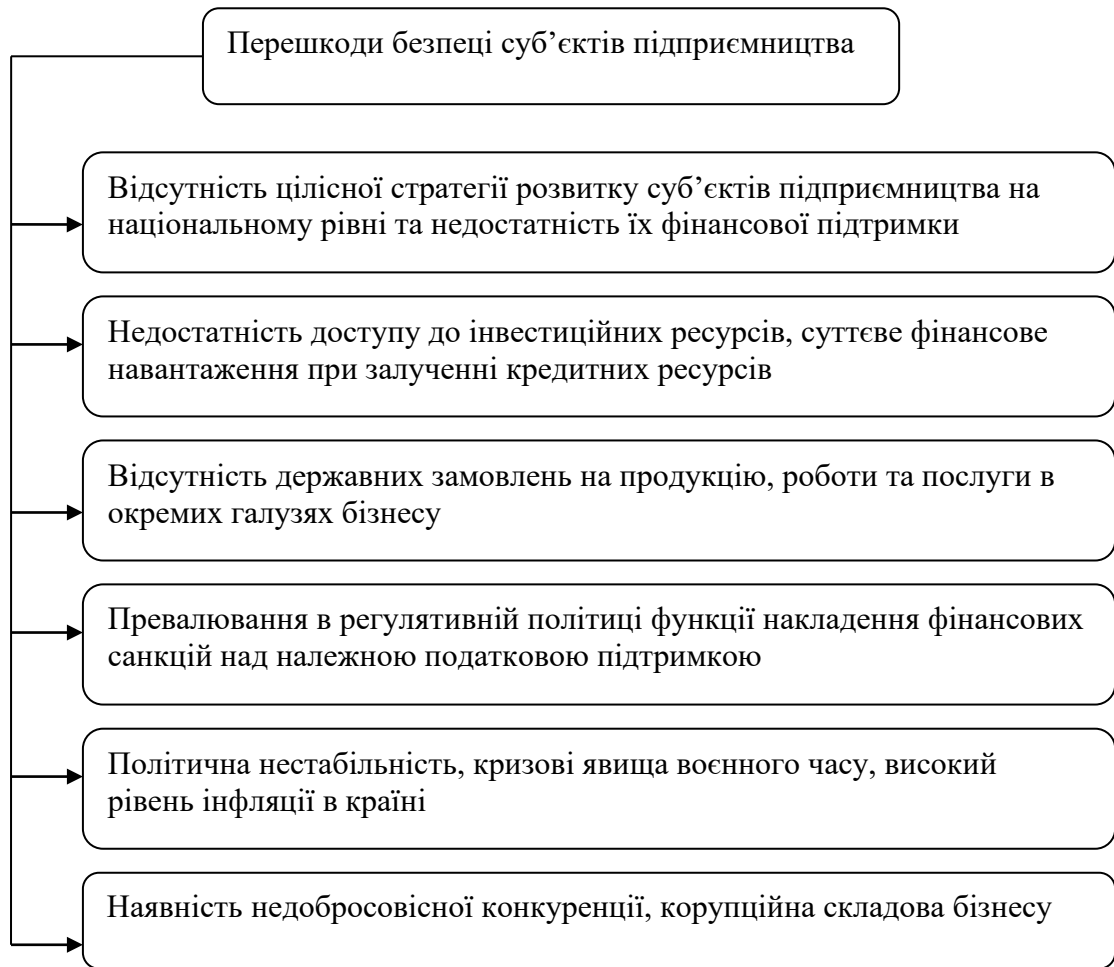 Перешкоди безпеці суб’єктів підприємництва
Відсутність цілісної стратегії розвитку суб’єктів підприємництва на
національному рівні та недостатність їх фінансової підтримки
Недостатність доступу до інвестиційних ресурсів, суттєве фінансове
навантаження при залученні кредитних ресурсів
Відсутність державних замовлень на продукцію, роботи та послуги в
окремих галузях бізнесу
Превалювання в регулятивній політиці функції накладення фінансових
санкцій над належною податковою підтримкою
Політична нестабільність, кризові явища воєнного часу, високий
рівень інфляції в країні
Наявність недобросовісної конкуренції, корупційна складова бізнесу